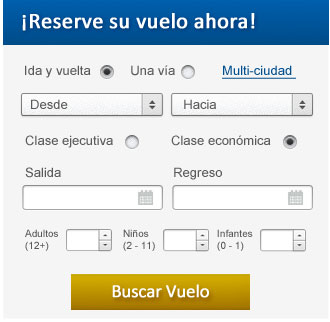 ¡Reserve su vuelo ahora!
Ida y vuelta Una vía Multi-ciudad
Desde Hacia
Clase ejecutiva Clase económica
Salida Regreso
Adultos Niños Infantes
(12+) (2 - 11) (0 - 1)
Buscar Vuelo